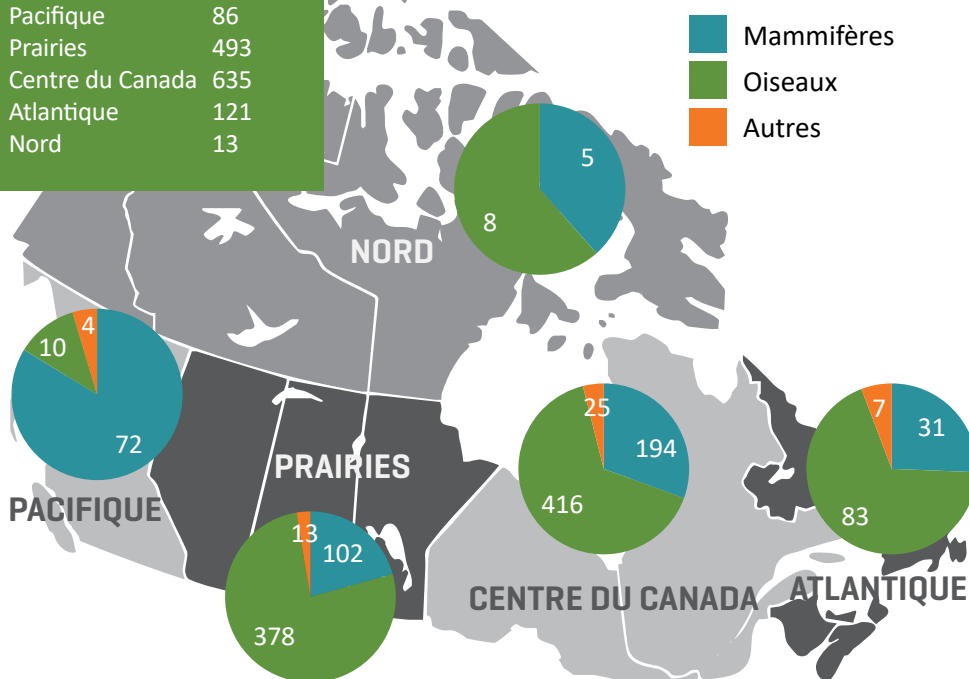 Pacifique 86
Prairies 493
Centre du Canada 635
Atlantique 121
Nord 13
Mammifères
Oiseaux
Autres
5
8
NORD
4
10
72
PACIFIQUE
PRAIRIES
13
102
378
25
194
416
CENTRE DU CANADA
7
31
83
ATLANTIQUE